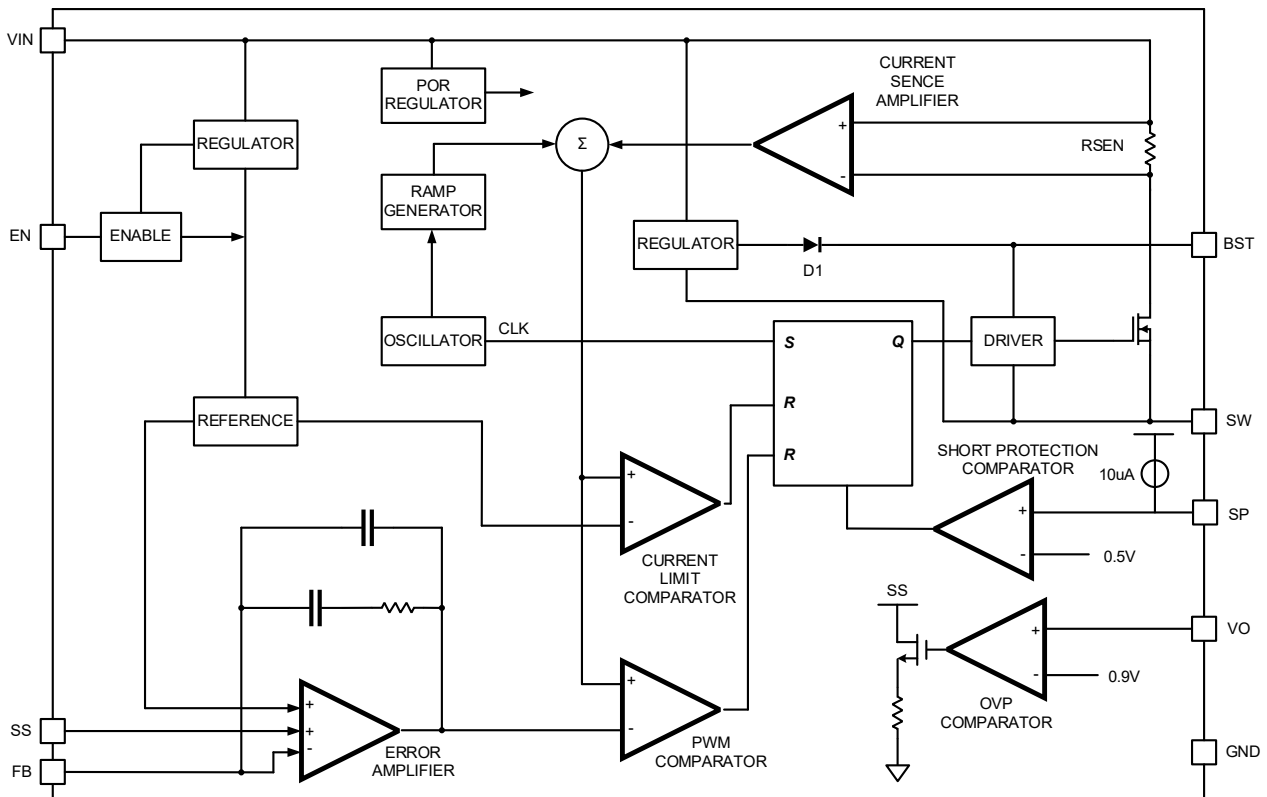 VIN
POR
REGULATOR
CURRENT
SENCE
AMPLIFIER
+
-
RSEN
REGULATOR
Σ
RAMP
GENERATOR
EN
ENABLE
REGULATOR
D1
BST
OSCILLATOR
CLK
S
Q
R
R
DRIVER
REFERENCE
SW
SHORT PROTECTION
COMPARATOR
10uA
+
-
CURRENT
LIMIT
COMPARATOR
+
-
0.5V
SP
SS
+
-
0.9V
OVP
COMPARATOR
VO
+
-
PWM
COMPARATOR
SS
FB
+
+
-
ERROR
AMPLIFIER
GND